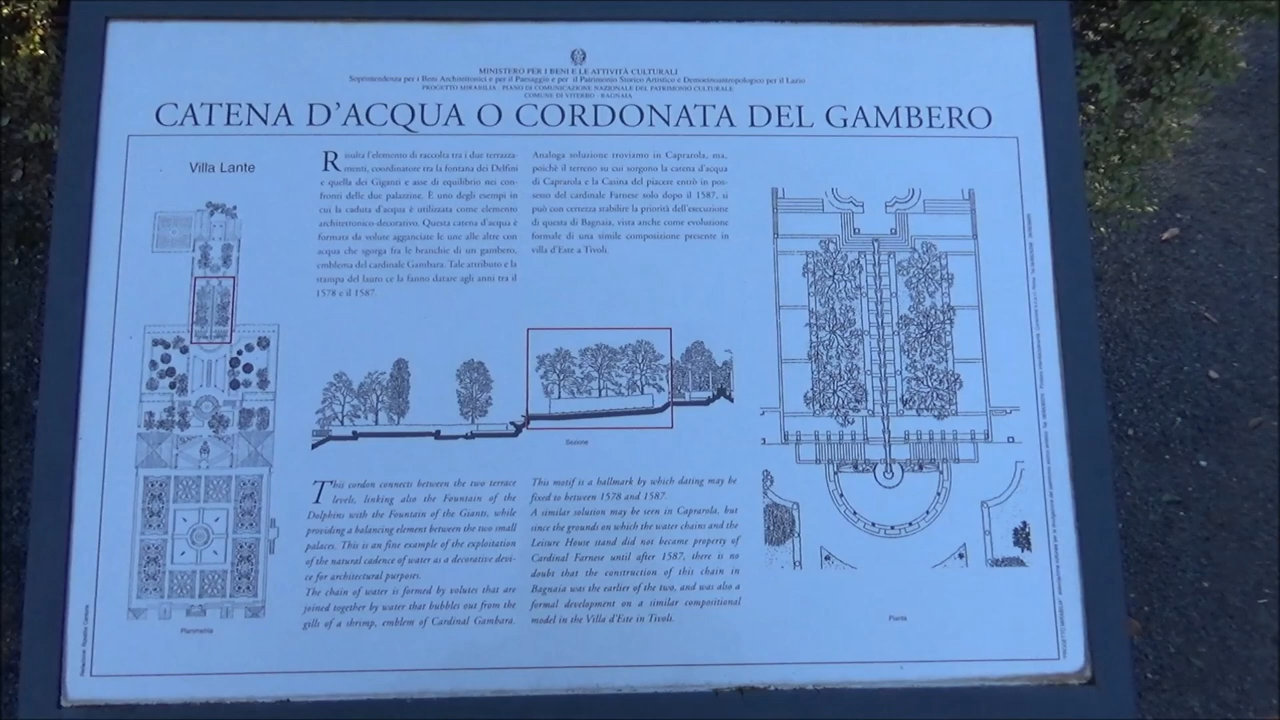 MINISTERO PER I BENI E LE ATTIVITÀ CULTURALI
Soprintendenza per i Beni Architettonici e per il Paesaggio e per il Patrimonio Storico Artistico e Demoetnoantropologico per il Lazio
PROGETTO MIRABILIA - PIANO DI COMUNICAZIONE NAZIONALE DEL PATRIMONIO CULTURALE
COMUNE DI VITERBO - BAGNAIA
CATENA D'ACQUA O CORDONATA DEL GAMBERO
Villa Lante
Risulta l'elemento di raccolta tra i due terrazza-
menti, coordinatore tra la fontana dei Delfini
e quella dei Giganti e asse di equilibrio nei con-
fronti delle due palazzine. È uno degli esempi in
cui la caduta d'acqua è utilizzata come elemento
architettonico-decorativo. Questa catena d'acqua è
formata da volute agganciate le une alle altre con
acqua che sgorga fra le branchie di un gambero,
emblema del cardinale Gambara. Tale attributo e la
stampa del lauro ce la fanno datare agli anni tra il
1578 e il 1587.
Analoga soluzione troviamo in Caprarola, ma,
poichè il terreno su cui sorgono la catena d'acqua
di Caprarola e la Casina del piacere entrò in pos-
sesso del cardinale Farnese solo dopo il 1587, si
può con certezza stabilire la priorità dell'esecuzione
di questa di Bagnaia, vista anche come evoluzione
formale di una simile composizione presente in
villa d'Este a Tivoli.
Sezione
This cordon connects between the two terrace
levels, linking also the Fountain of the
Dolphins with the Fountain of the Giants, while
providing a balancing element between the two small
palaces. This is an fine example of the exploitation
of the natural cadence of water as a decorative devi-
ce for architectural purposes.
The chain of water is formed by volutes that are
joined together by water that bubbles out from the
gills of a shrimp, emblem of Cardinal Gambara.
This motif is a hallmark by which dating may be
fixed to between 1578 and 1587.
A similar solution may be seen in Caprarola, but
since the grounds on which the water chains and the
Leisure House stand did not became property of
Cardinal Farnese until after 1587, there is no
doubt that the construction of this chain in
Bagnaia was the earlier of the two, and was also a
formal development on a similar compositional
model in the Villa d'Este in Tivoli.
Planimetria
Pianta